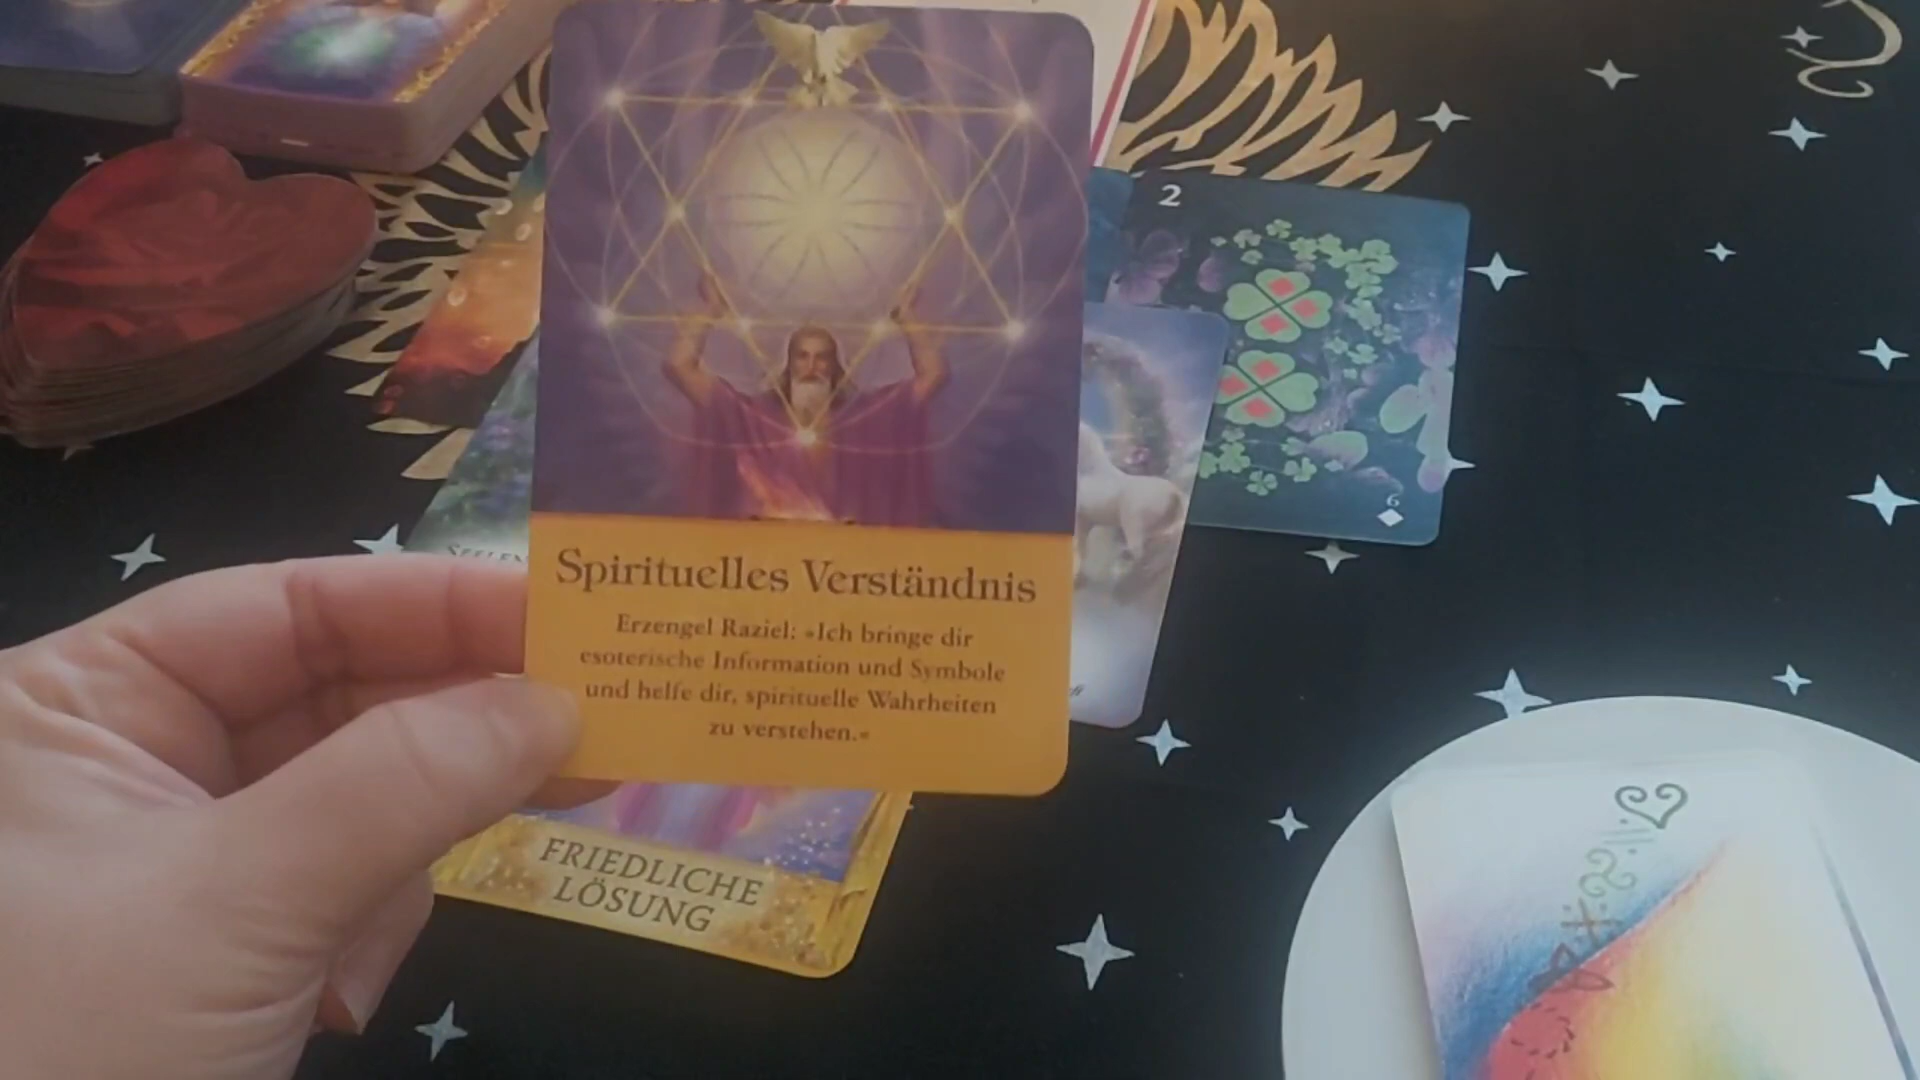 2
6
Spirituelles Verständnis
Erzengel Raziel: »Ich bringe dir
esoterische Information und Symbole
und helfe dir, spirituelle Wahrheiten
zu verstehen.«
FRIEDLICHE
LÖSUNG